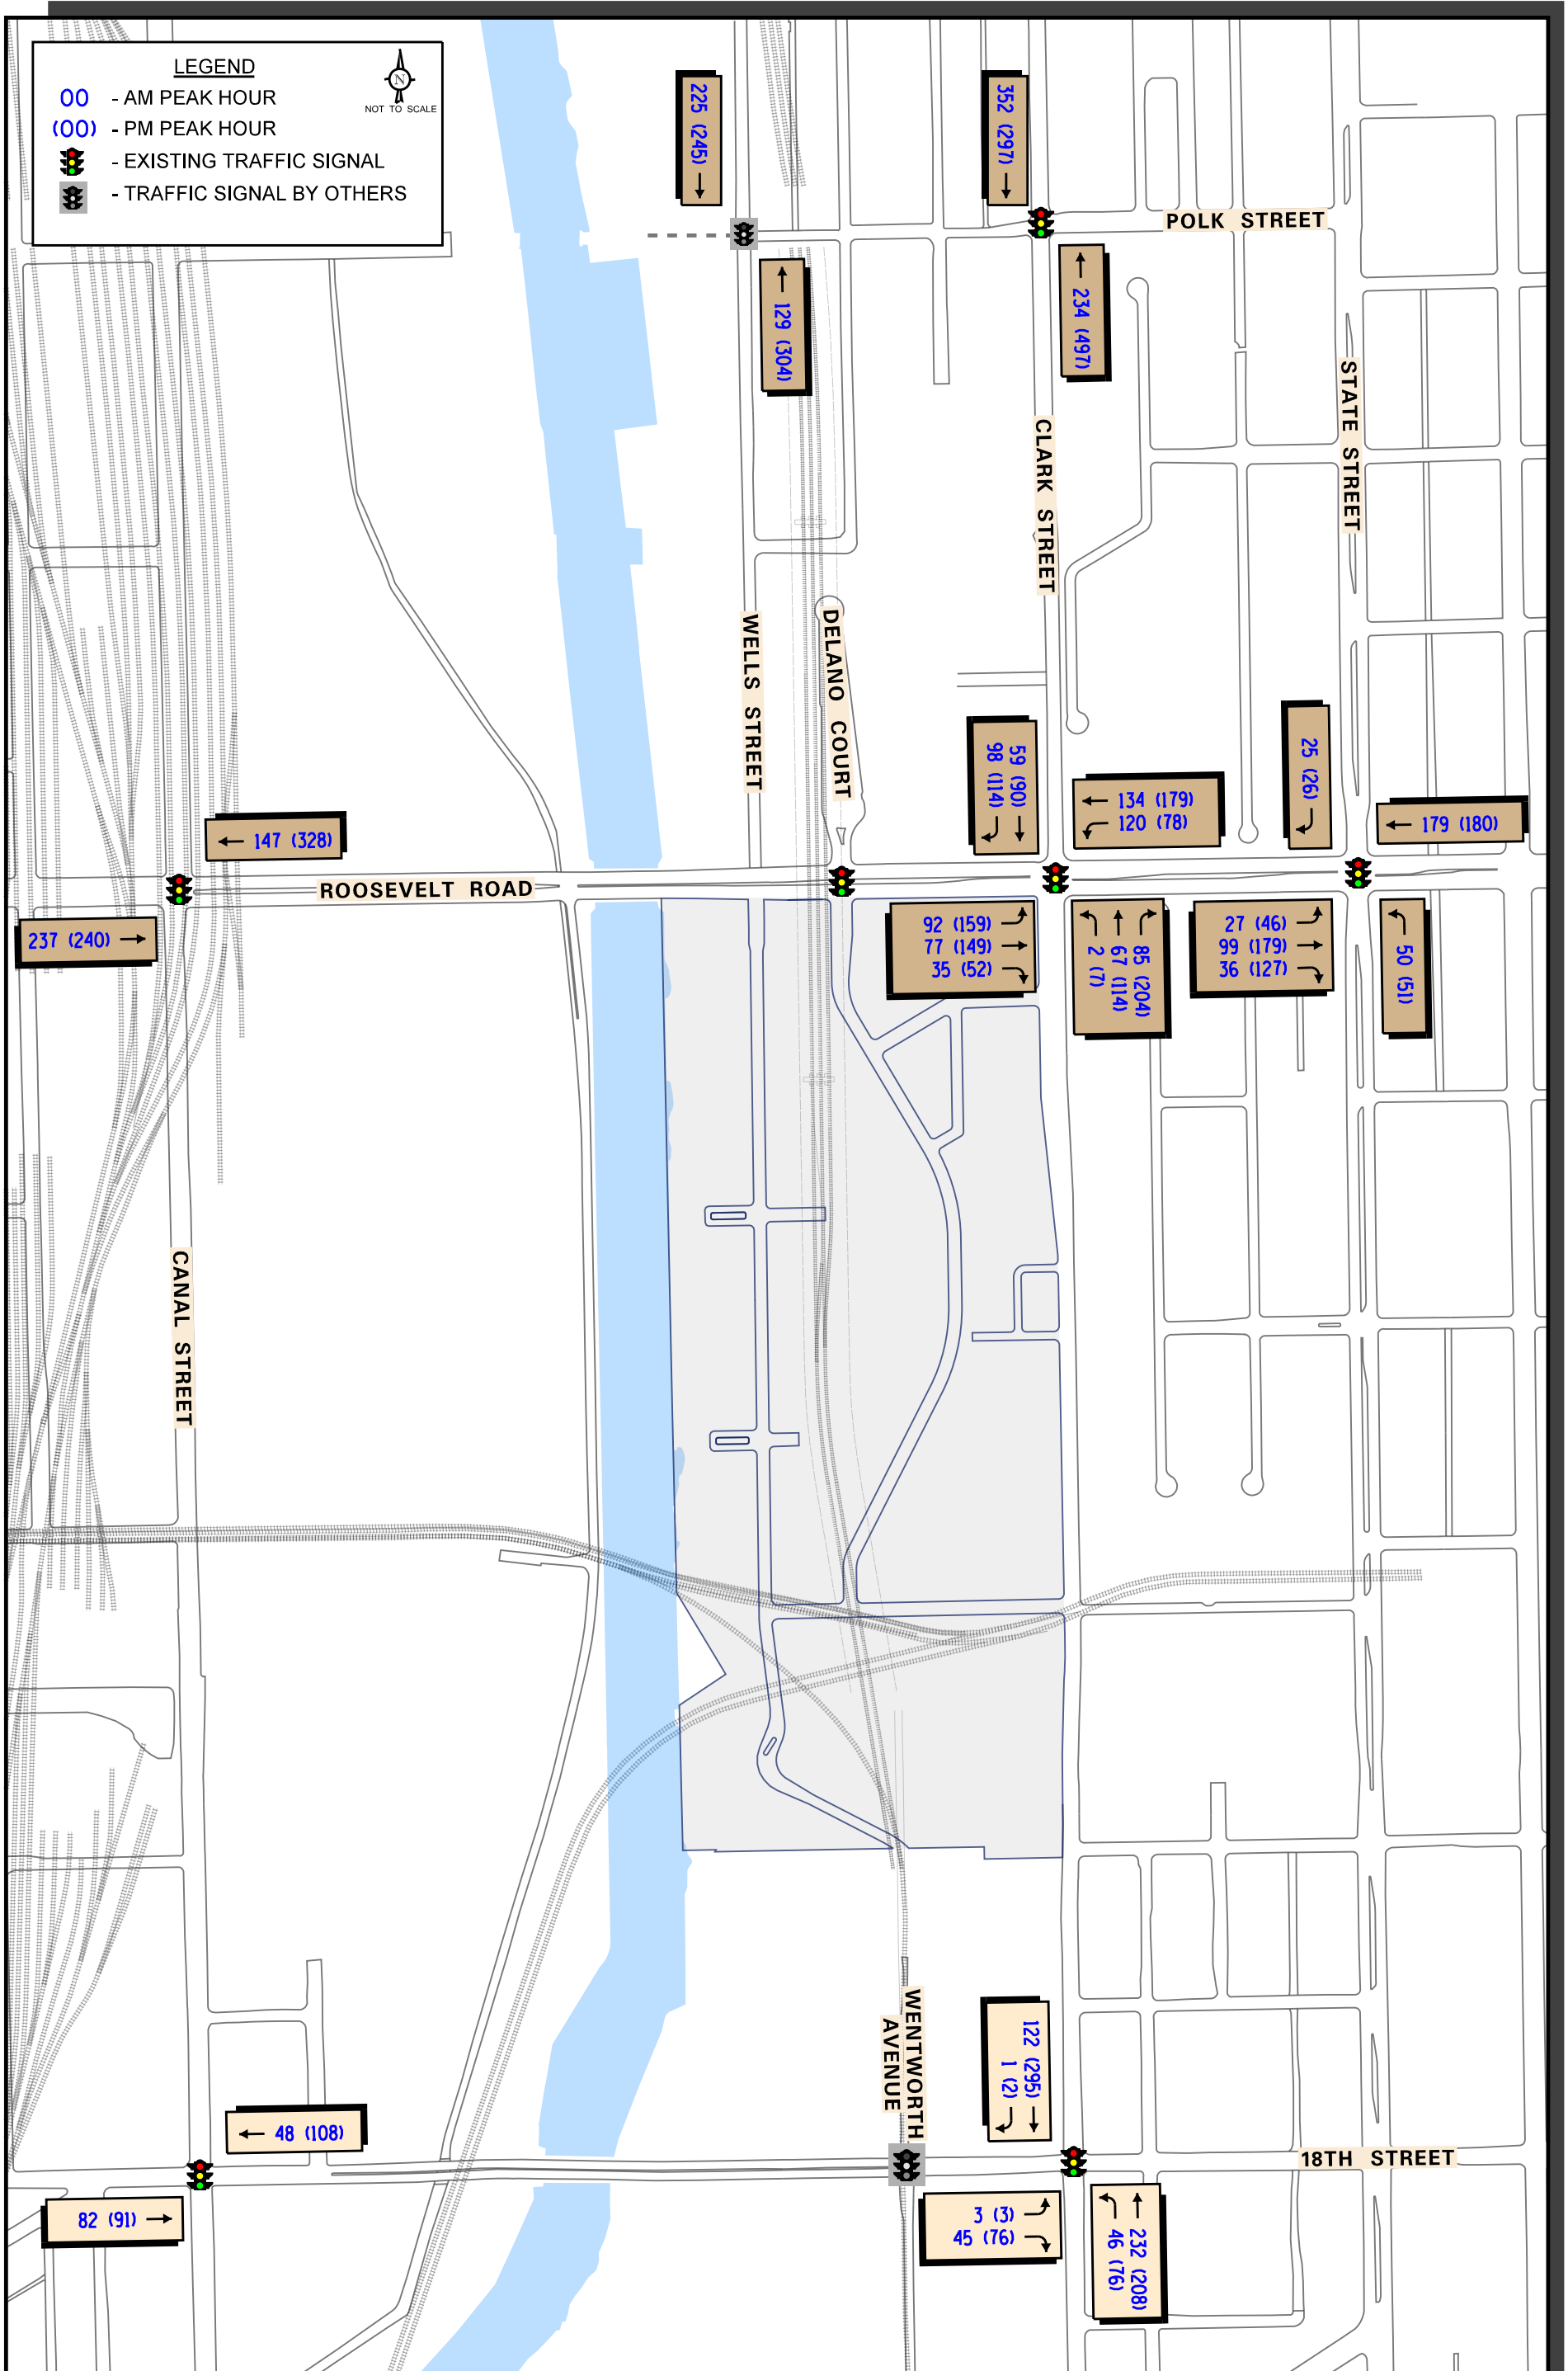 LEGEND
00 - AM PEAK HOUR
(00) - PM PEAK HOUR
- EXISTING TRAFFIC SIGNAL
- TRAFFIC SIGNAL BY OTHERS
N
NOT TO SCALE
225 (245)
352 (297)
POLK STREET
129 (304)
234 (497)
CLARK STREET
STATE STREET
WELLS STREET
DELANO COURT
59 (90)
98 (114)
134 (179)
120 (78)
25 (26)
179 (180)
147 (328)
ROOSEVELT ROAD
237 (240)
92 (159)
77 (149)
35 (52)
85 (204)
67 (114)
2 (7)
27 (46)
99 (179)
36 (127)
50 (51)
CANAL STREET
WENTWORTH
AVENUE
122 (295)
1 (2)
48 (108)
18TH STREET
82 (91)
3 (3)
45 (76)
232 (208)
46 (76)